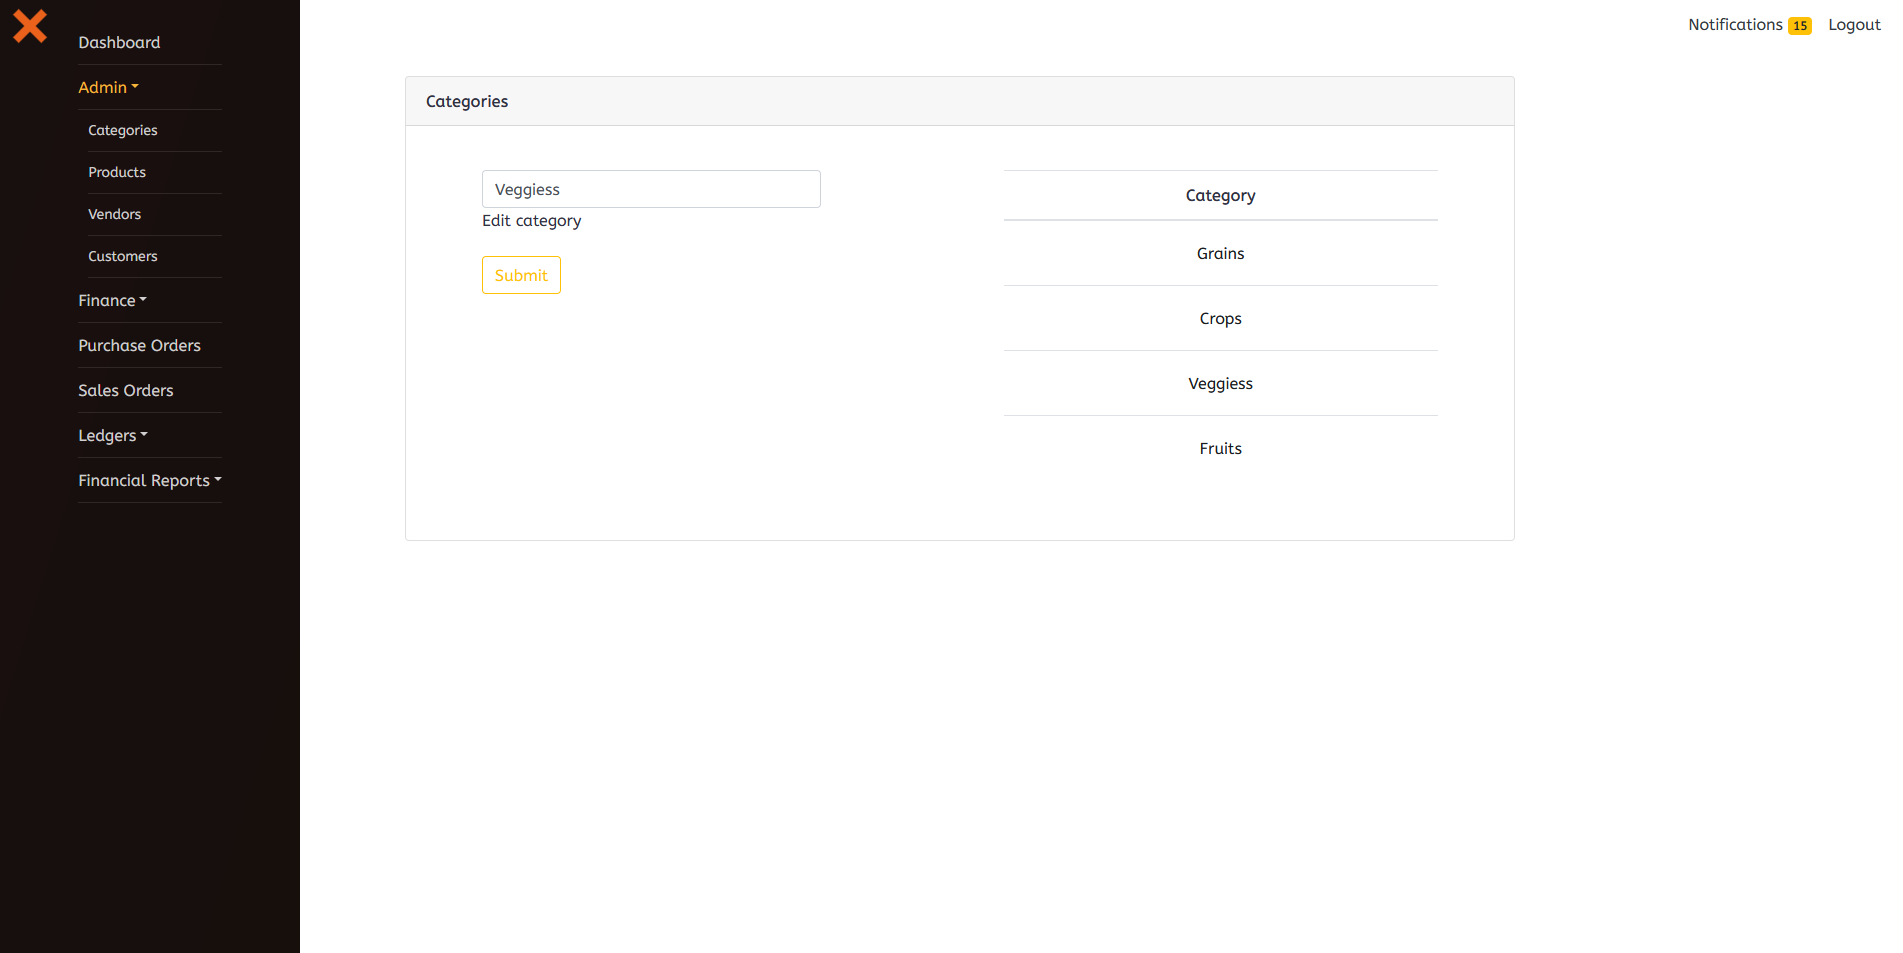 Dashboard
Admin
Categories
Products
Vendors
Customers
Finance
Purchase Orders
Sales Orders
Ledgers
Financial Reports
Notifications 15 Logout
Categories
Veggiess
Edit category
Submit
Category
Grains
Crops
Veggiess
Fruits